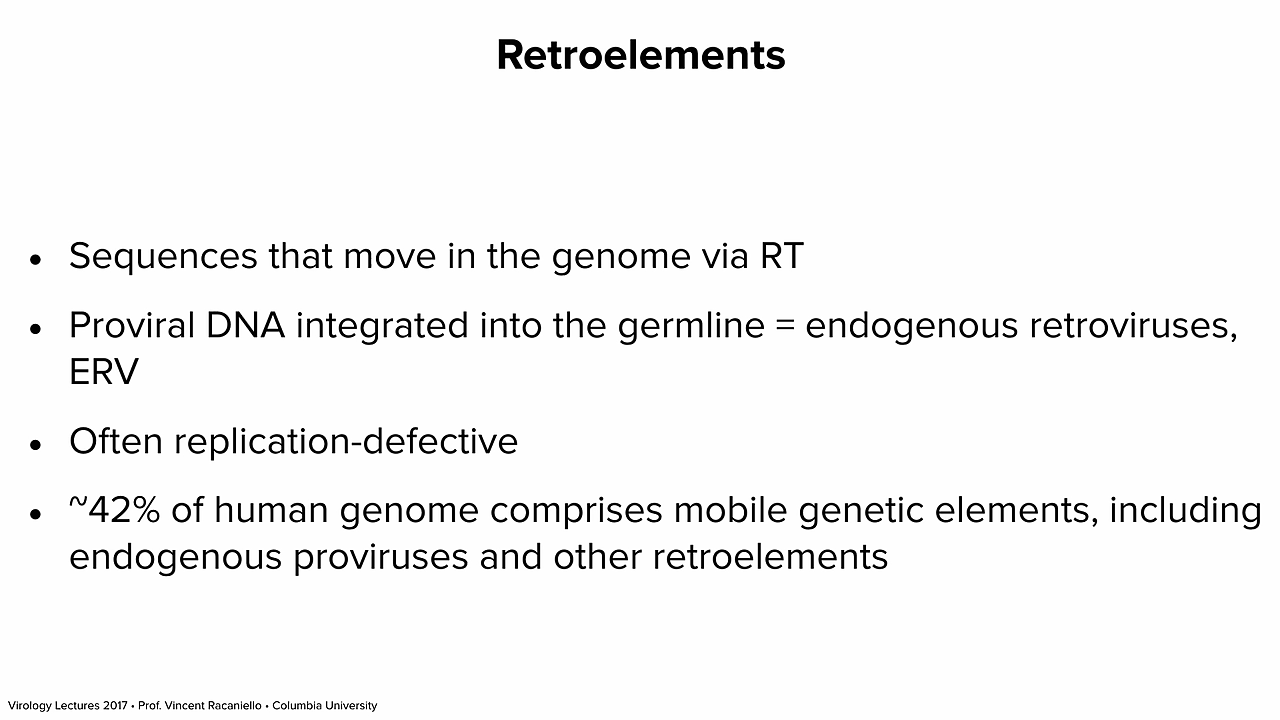 Retroelements
• Sequences that move in the genome via RT
• Proviral DNA integrated into the germline = endogenous retroviruses,
ERV
• Often replication-defective
• ~42% of human genome comprises mobile genetic elements, including
endogenous proviruses and other retroelements
Virology Lectures 2017 • Prof. Vincent Racaniello • Columbia University